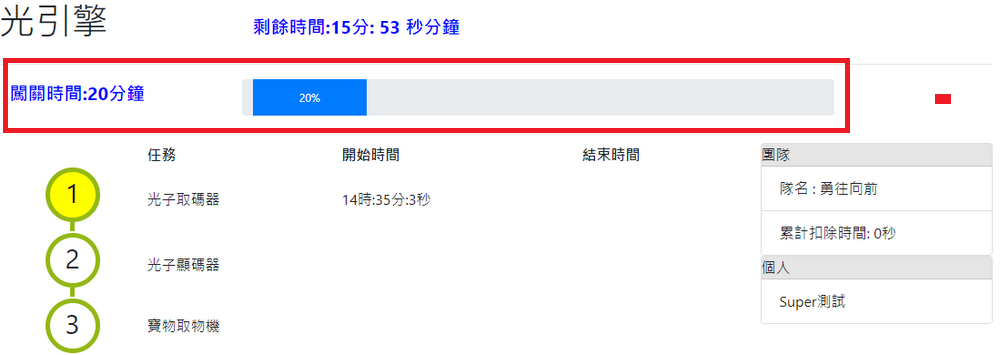 光引擎
剩餘時間:15分: 53 秒分鐘
闖關時間:20分鐘
20%
任務 開始時間 結束時間
1 光子取碼器 14時:35分:3秒
2 光子顯碼器
3 寶物取物機
團隊
隊名 : 勇往向前
累計扣除時間: 0秒
個人
Super測試